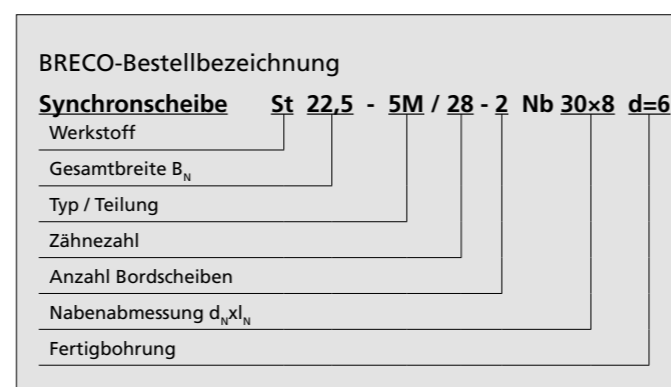 BRECO-Bestellbezeichnung
Synchronscheibe St 22,5 - 5M / 28 - 2 Nb 30×8 d=6
Werkstoff
Gesamtbreite B_N
Typ / Teilung
Zähnezahl
Anzahl Bordscheiben
Nabenabmessung d_Nxl_N
Fertigbohrung